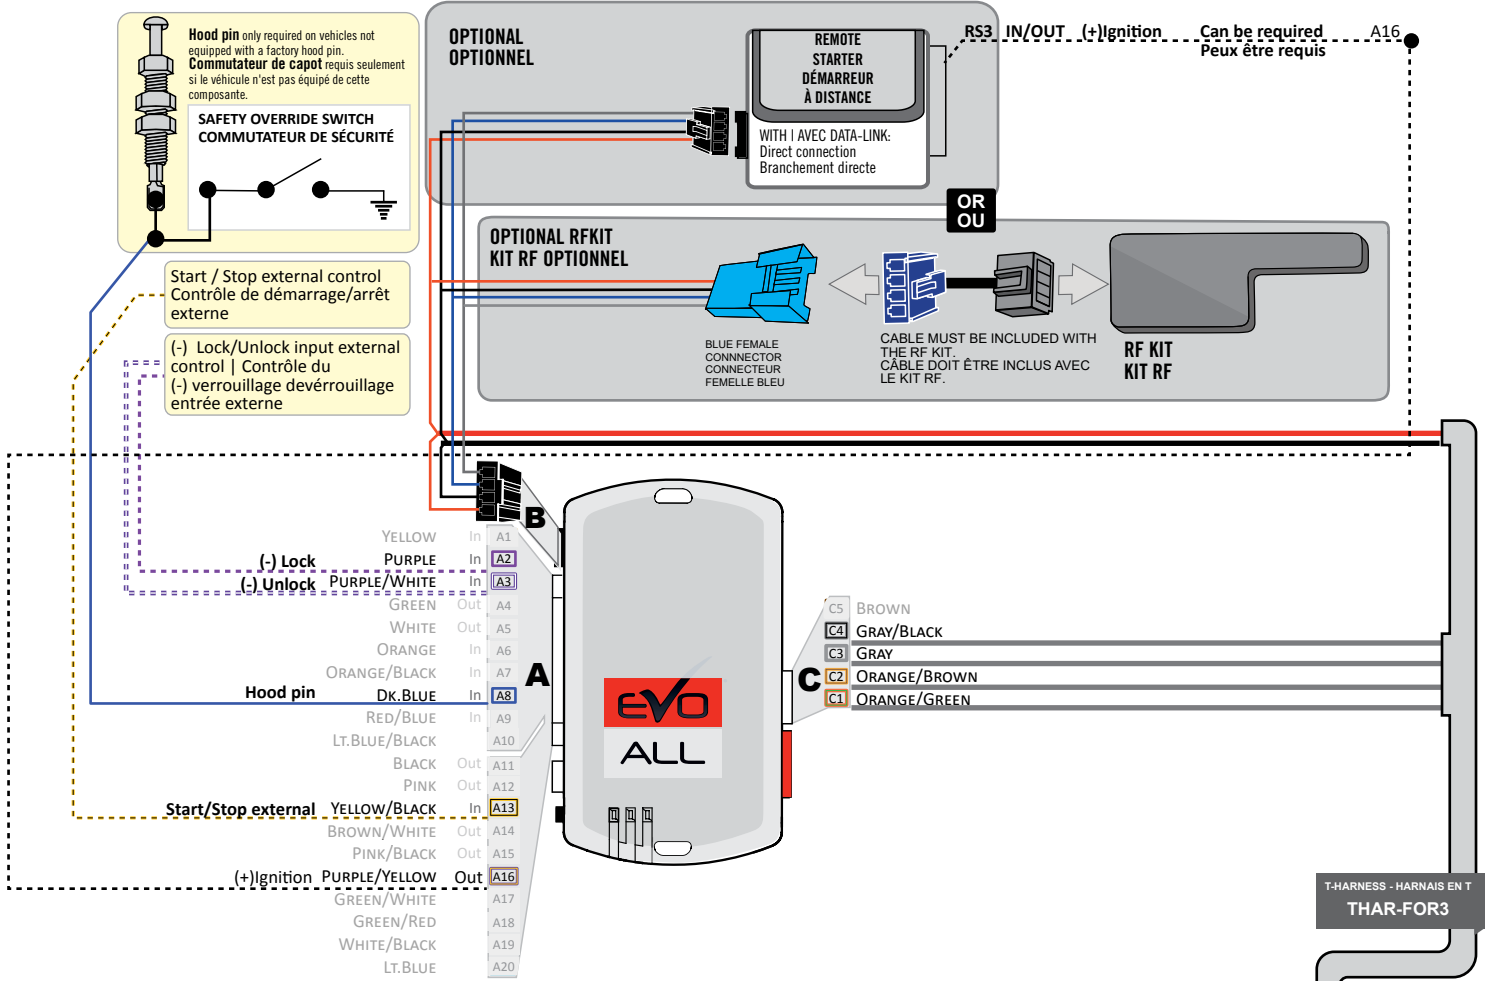 Hood pin only required on vehicles not
equipped with a factory hood pin.
Commutateur de capot requis seulement
si le véhicule n'est pas équipé de cette
composante.
SAFETY OVERRIDE SWITCH
COMMUTATEUR DE SÉCURITÉ
OPTIONAL
OPTIONNEL
REMOTE
STARTER
DÉMARREUR
À DISTANCE
WITH | AVEC DATA-LINK:
Direct connection
Branchement directe
RS3 IN/OUT (+)Ignition Can be required A16
Peux être requis
OR
OU
OPTIONAL RFKIT
KIT RF OPTIONNEL
BLUE FEMALE
CONNNECTOR
CONNECTEUR
FEMELLE BLEU
CABLE MUST BE INCLUDED WITH
THE RF KIT.
CÂBLE DOIT ÊTRE INCLUS AVEC
LE KIT RF.
RF KIT
KIT RF
Start / Stop external control
Contrôle de démarrage/arrêt
externe
(-) Lock/Unlock input external
control | Contrôle du
(-) verrouillage devérrouillage
entrée externe
B
YELLOW In A1
(-) Lock PURPLE In A2
(-) Unlock PURPLE/WHITE In A3
GREEN Out A4
WHITE Out A5
ORANGE In A6
ORANGE/BLACK In A7
Hood pin DK.BLUE In A8
RED/BLUE In A9
LT.BLUE/BLACK A10
BLACK Out A11
PINK Out A12
Start/Stop external YELLOW/BLACK In A13
BROWN/WHITE Out A14
PINK/BLACK Out A15
(+)Ignition PURPLE/YELLOW Out A16
GREEN/WHITE A17
GREEN/RED A18
WHITE/BLACK A19
LT.BLUE A20
A
EVO
ALL
C
C5 BROWN
C4 GRAY/BLACK
C3 GRAY
C2 ORANGE/BROWN
C1 ORANGE/GREEN
T-HARNESS - HARNAIS EN T
THAR-FOR3